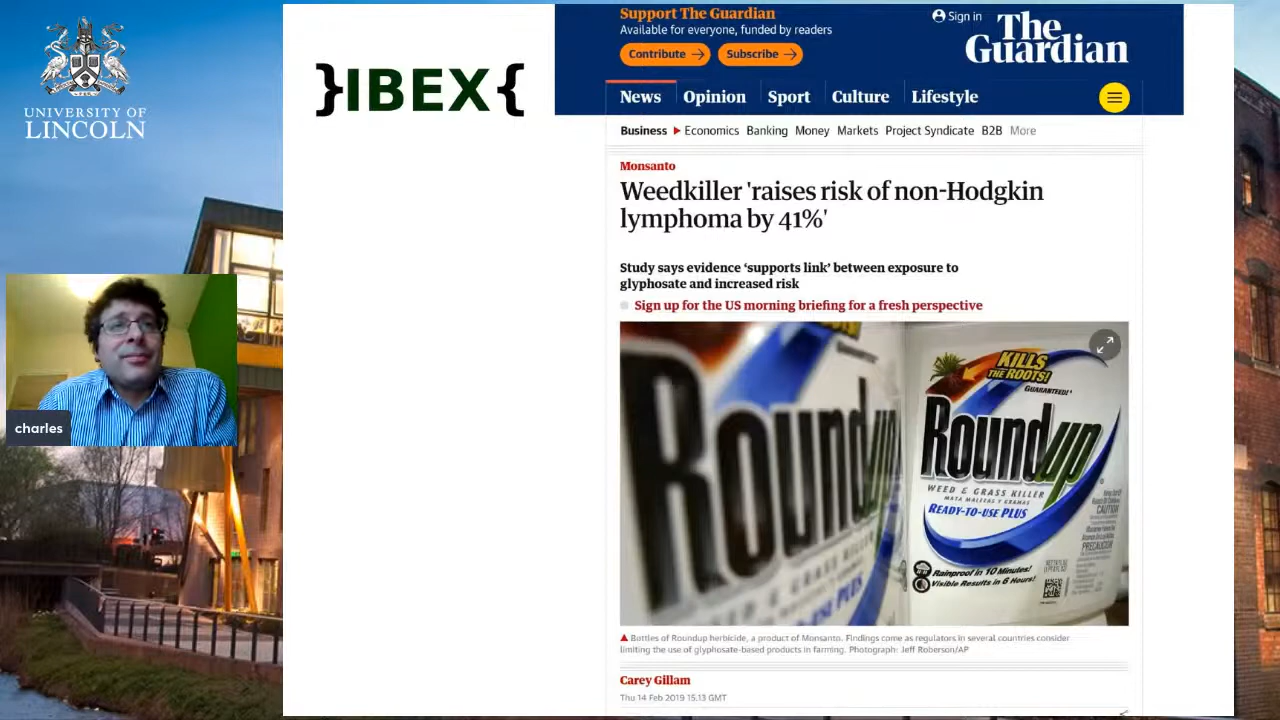 UNIVERSITY OF
LINCOLN
}IBEX{
charles
Support The Guardian
Available for everyone, funded by readers
Contribute →
Subscribe →
Sign in
The
Guardian
News
Opinion
Sport
Culture
Lifestyle
Business
Economics
Banking
Money
Markets
Project Syndicate
B2B
More
Monsanto
Weedkiller 'raises risk of non-Hodgkin
lymphoma by 41%'
Study says evidence ‘supports link’ between exposure to
glyphosate and increased risk
Sign up for the US morning briefing for a fresh perspective
Roundup
KILLS
THE ROOTS!
GUARANTEED!
Roundup
WEED & GRASS KILLER
MATA MALEZAS Y GRAMAS
READY-TO-USE PLUS
CAUTION
PRECAUCION
Rainproof in 10 Minutes!
Visible Results in 6 Hours!
Bottles of Roundup herbicide, a product of Monsanto. Findings come as regulators in several countries consider
limiting the use of glyphosate-based products in farming. Photograph: Jeff Roberson/AP
Carey Gillam
Thu 14 Feb 2019 15.13 GMT